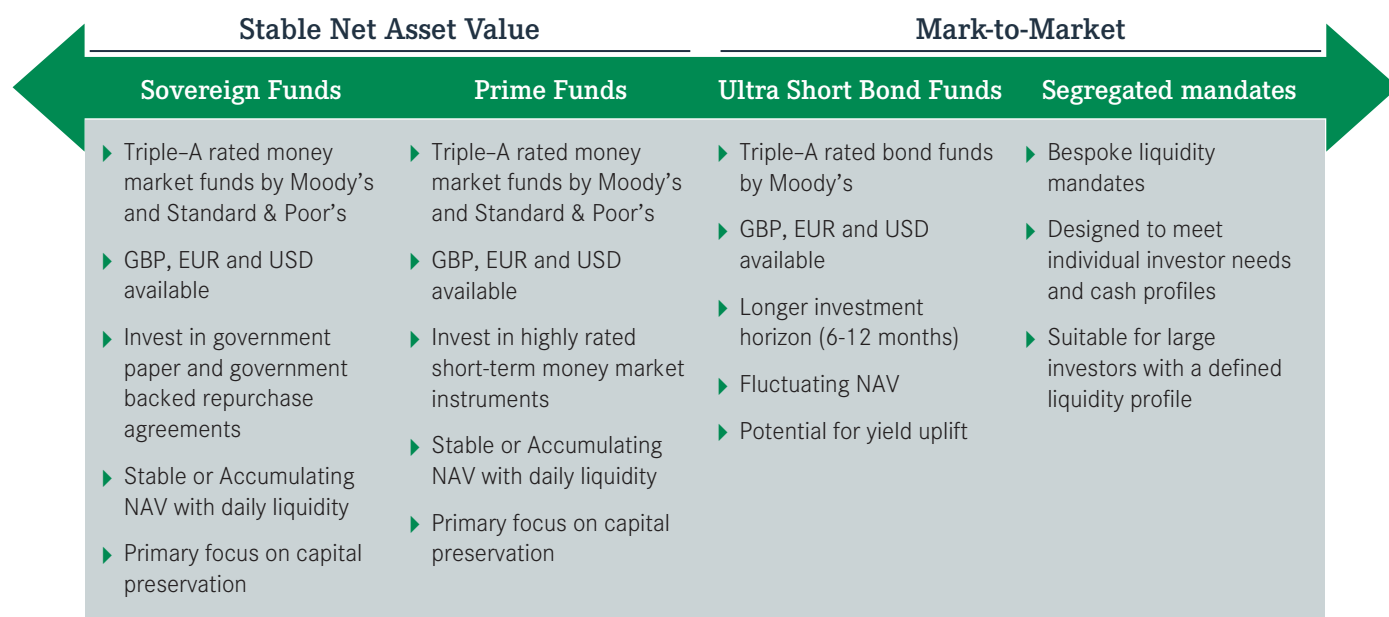 Stable Net Asset Value
Mark-to-Market
Sovereign Funds
Prime Funds
Ultra Short Bond Funds
Segregated mandates
Triple–A rated money
market funds by Moody's
and Standard & Poor's
GBP, EUR and USD
available
Invest in government
paper and government
backed repurchase
agreements
Stable or Accumulating
NAV with daily liquidity
Primary focus on capital
preservation
Triple–A rated money
market funds by Moody's
and Standard & Poor's
GBP, EUR and USD
available
Invest in highly rated
short-term money market
instruments
Stable or Accumulating
NAV with daily liquidity
Primary focus on capital
preservation
Triple–A rated bond funds
by Moody's
GBP, EUR and USD
available
Longer investment
horizon (6-12 months)
Fluctuating NAV
Potential for yield uplift
Bespoke liquidity
mandates
Designed to meet
individual investor needs
and cash profiles
Suitable for large
investors with a defined
liquidity profile